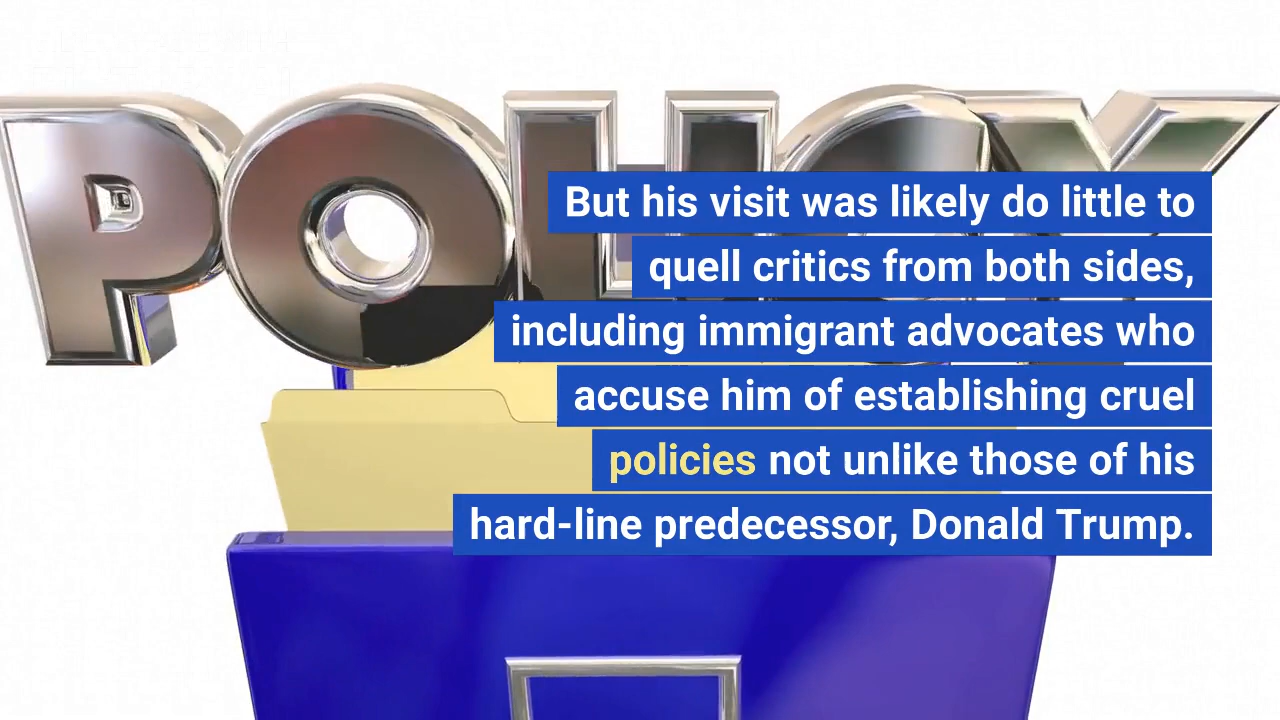 POLICY
But his visit was likely do little to
quell critics from both sides,
including immigrant advocates who
accuse him of establishing cruel
policies not unlike those of his
hard-line predecessor, Donald Trump.